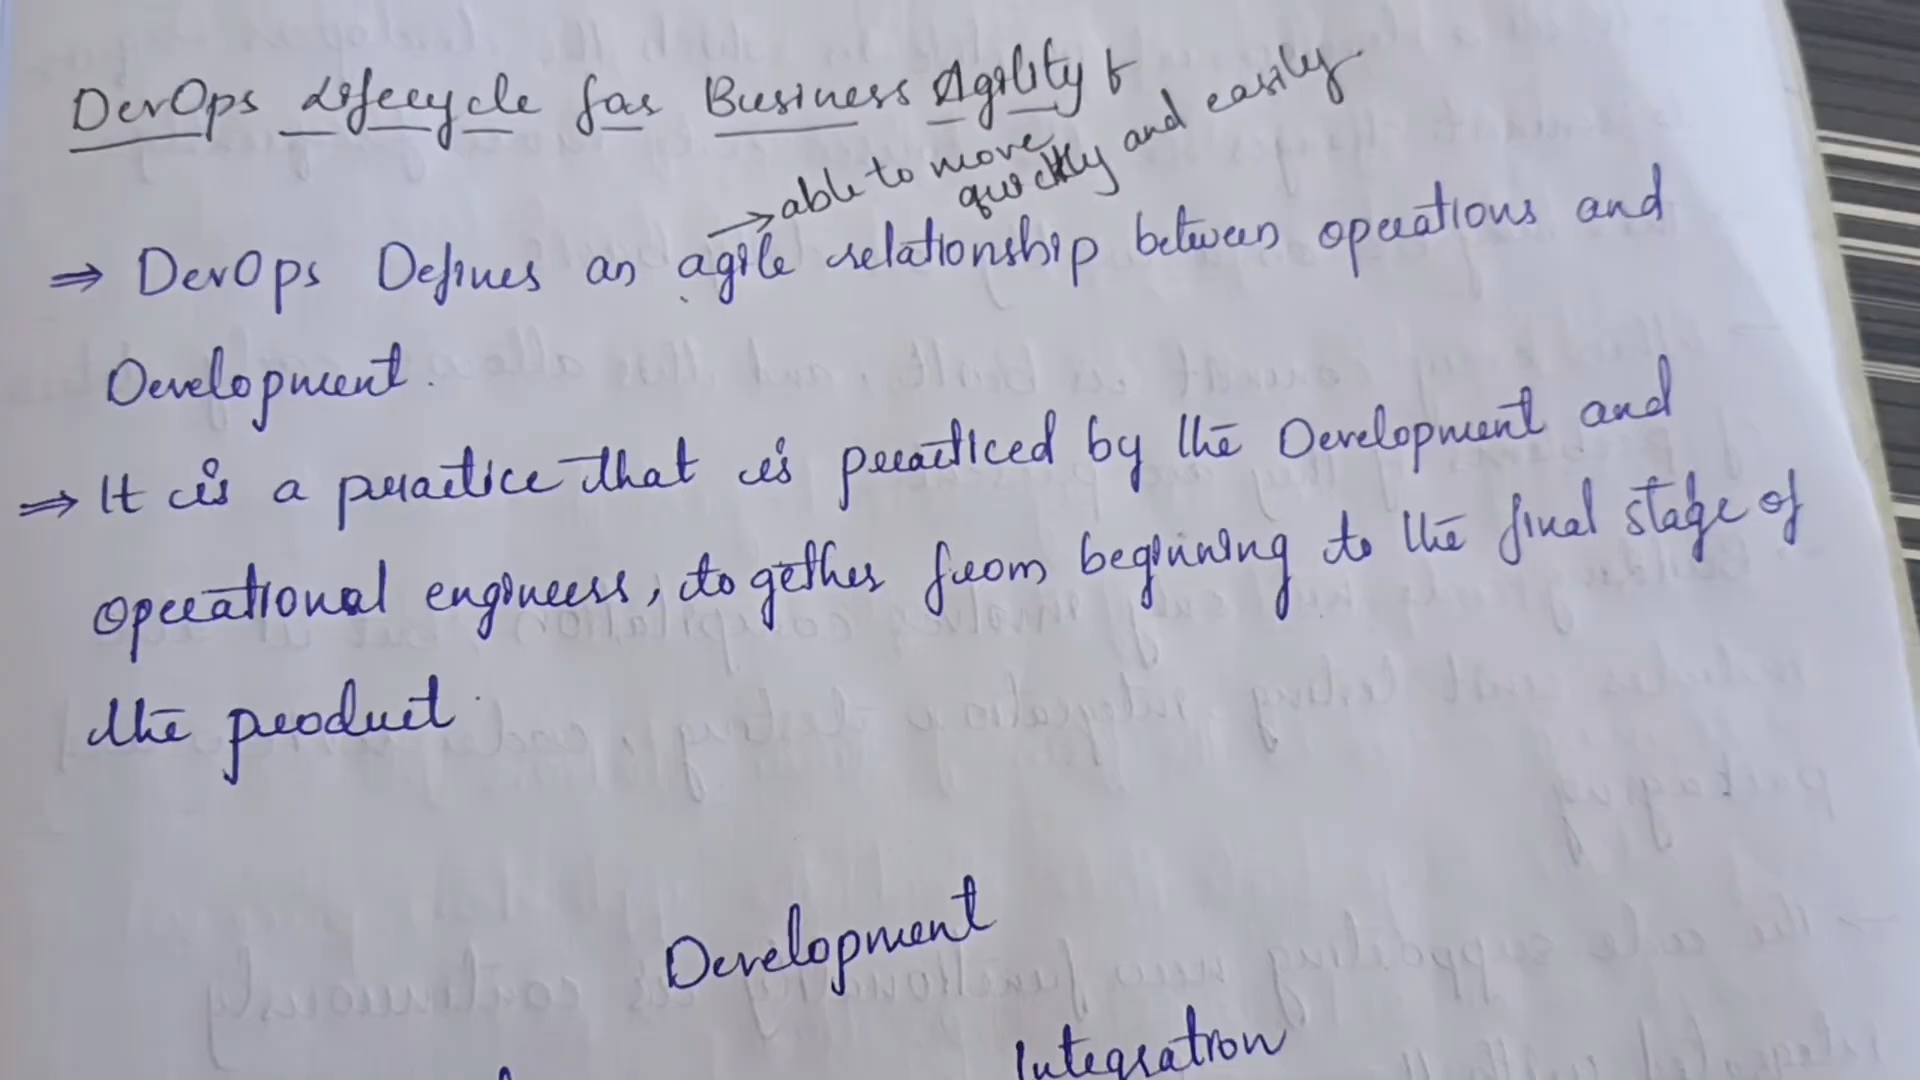 DevOps Lifecycle for Business Agility
→ able to move
quickly and easily
⇒ DevOps Defines an agile relationship between operations and
Development.
⇒ It is a practice that is practiced by the Development and
operational engineers, together from beginning to the final stage of
the product.
Development
Integration